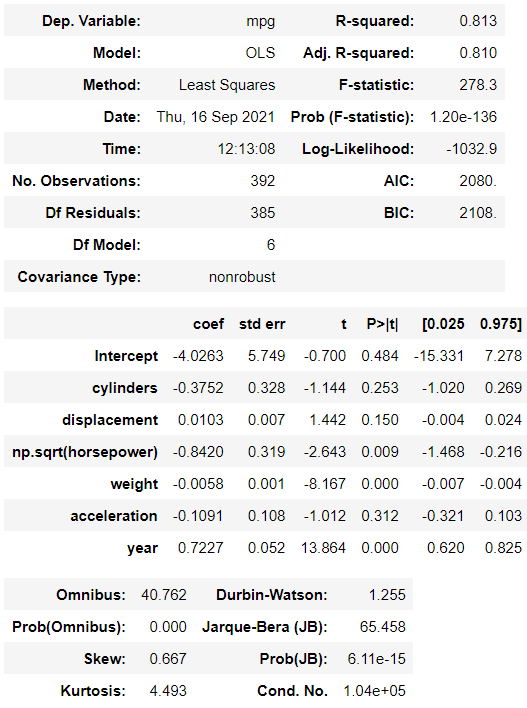 Dep. Variable: mpg R-squared: 0.813
Model: OLS Adj. R-squared: 0.810
Method: Least Squares F-statistic: 278.3
Date: Thu, 16 Sep 2021 Prob (F-statistic): 1.20e-136
Time: 12:13:08 Log-Likelihood: -1032.9
No. Observations: 392 AIC: 2080.
Df Residuals: 385 BIC: 2108.
Df Model: 6
Covariance Type: nonrobust
coef std err t P>|t| [0.025 0.975]
Intercept -4.0263 5.749 -0.700 0.484 -15.331 7.278
cylinders -0.3752 0.328 -1.144 0.253 -1.020 0.269
displacement 0.0103 0.007 1.442 0.150 -0.004 0.024
np.sqrt(horsepower) -0.8420 0.319 -2.643 0.009 -1.468 -0.216
weight -0.0058 0.001 -8.167 0.000 -0.007 -0.004
acceleration -0.1091 0.108 -1.012 0.312 -0.321 0.103
year 0.7227 0.052 13.864 0.000 0.620 0.825
Omnibus: 40.762 Durbin-Watson: 1.255
Prob(Omnibus): 0.000 Jarque-Bera (JB): 65.458
Skew: 0.667 Prob(JB): 6.11e-15
Kurtosis: 4.493 Cond. No. 1.04e+05